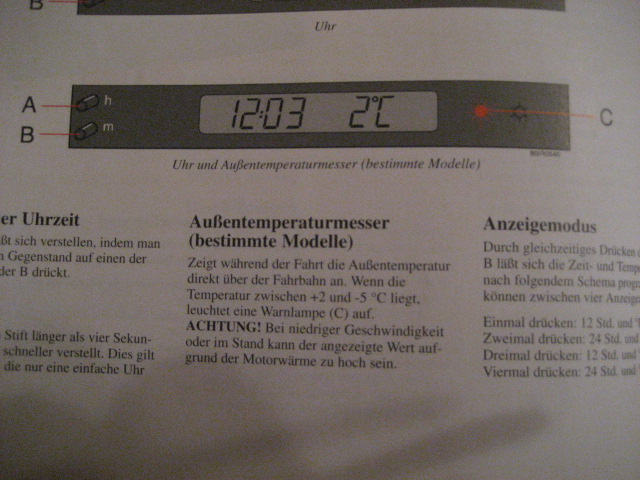 B
Uhr
A
h
B
m
12:03 2°C
C
Uhr und Außentemperaturmesser (bestimmte Modelle)
er Uhrzeit
ßt sich verstellen, indem man
n Gegenstand auf einen der
der B drückt.
Stift länger als vier Sekun-
schneller verstellt. Dies gilt
die nur eine einfache Uhr
Außentemperaturmesser
(bestimmte Modelle)
Zeigt während der Fahrt die Außentemperatur
direkt über der Fahrbahn an. Wenn die
Temperatur zwischen +2 und -5 °C liegt,
leuchtet eine Warnlampe (C) auf.
ACHTUNG! Bei niedriger Geschwindigkeit
oder im Stand kann der angezeigte Wert auf-
grund der Motorwärme zu hoch sein.
Anzeigemodus
Durch gleichzeitiges Drücken
B läßt sich die Zeit- und Temp
nach folgendem Schema prog
können zwischen vier Anzeig
Einmal drücken: 12 Std. und
Zweimal drücken: 24 Std. und
Dreimal drücken: 12 Std. und
Viermal drücken: 24 Std. und